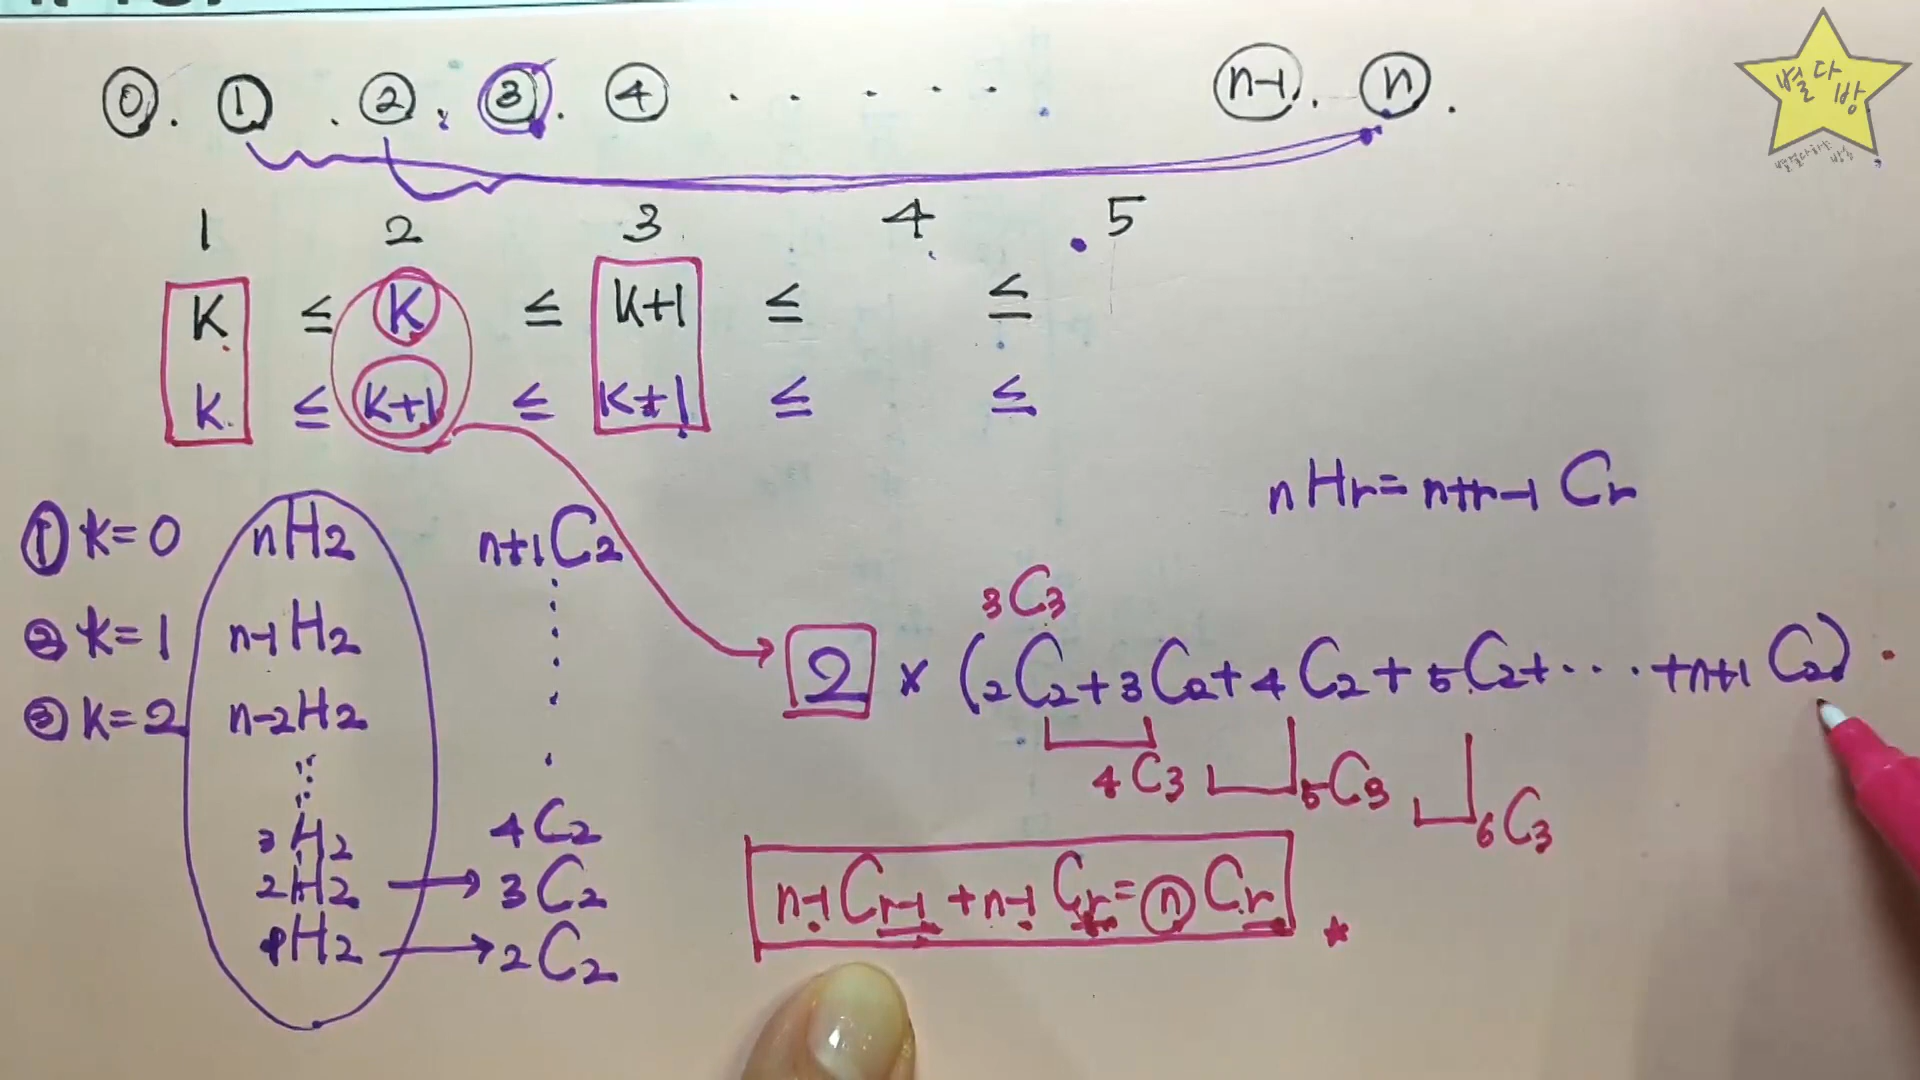 ⓪. ①. ②. ③. ④ . . . . . . n-1. n.
1 2 3 4 5
K ≤ K ≤ K+1 ≤ ≤
K ≤ K+1 ≤ K+1 ≤ ≤
nHr = n+r-1Cr
① K=0 nH2 n+1C2
② K=1 n-1H2
③ K=2 n-2H2
3C3
2 × (2C2 + 3C2 + 4C2 + 5C2 + ··· + n+1C2)
4C3 5C3 6C3
3H2 4C2
2H2 → 3C2
1H2 → 2C2
n-1Cr-1 + n-1Cr = nCr
별다방